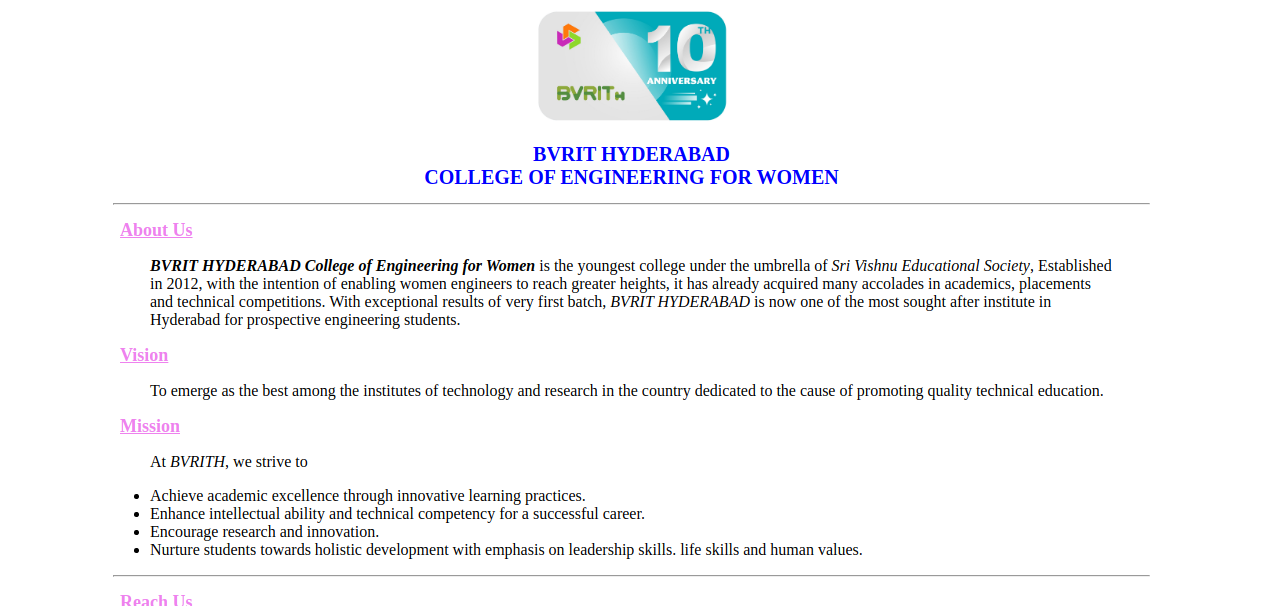 10TH
ANNIVERSARY
BVRITH
BVRIT HYDERABAD
COLLEGE OF ENGINEERING FOR WOMEN
About Us
BVRIT HYDERABAD College of Engineering for Women is the youngest college under the umbrella of Sri Vishnu Educational Society, Established
in 2012, with the intention of enabling women engineers to reach greater heights, it has already acquired many accolades in academics, placements
and technical competitions. With exceptional results of very first batch, BVRIT HYDERABAD is now one of the most sought after institute in
Hyderabad for prospective engineering students.
Vision
To emerge as the best among the institutes of technology and research in the country dedicated to the cause of promoting quality technical education.
Mission
At BVRITH, we strive to
• Achieve academic excellence through innovative learning practices.
• Enhance intellectual ability and technical competency for a successful career.
• Encourage research and innovation.
• Nurture students towards holistic development with emphasis on leadership skills. life skills and human values.
Reach Us